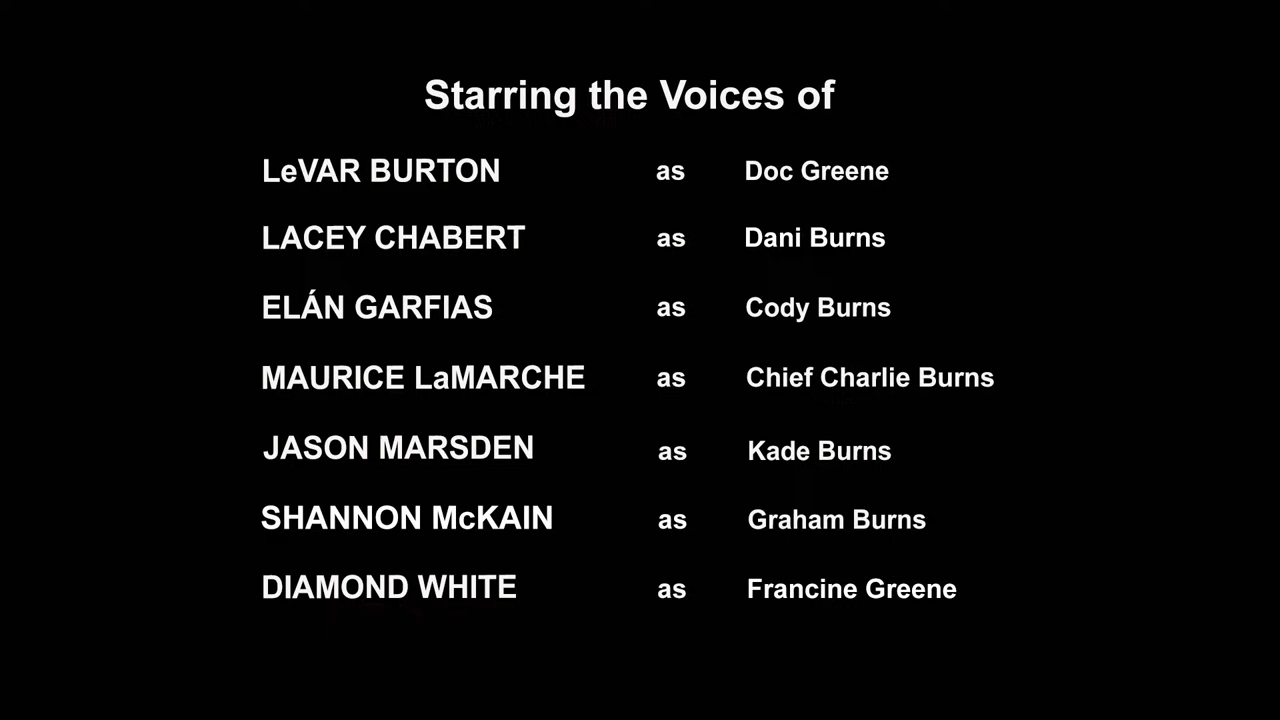 Starring the Voices of
LeVAR BURTON as Doc Greene
LACEY CHABERT as Dani Burns
ELÁN GARFIAS as Cody Burns
MAURICE LaMARCHE as Chief Charlie Burns
JASON MARSDEN as Kade Burns
SHANNON McKAIN as Graham Burns
DIAMOND WHITE as Francine Greene